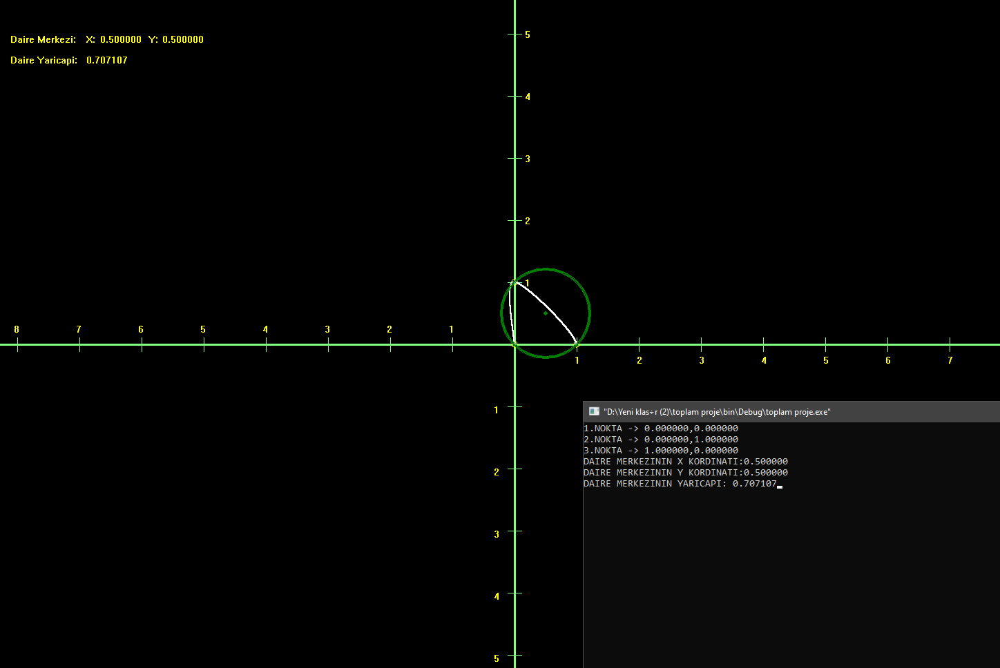 Daire Merkezi: X: 0.500000 Y: 0.500000
Daire Yaricapi: 0.707107
5
4
3
2
1
8 7 6 5 4 3 2 1
1 2 3 4 5 6 7
1
2
3
4
5
"D:\Yeni klas÷r (2)\toplam proje\bin\Debug\toplam proje.exe"
1.NOKTA -> 0.000000,0.000000
2.NOKTA -> 0.000000,1.000000
3.NOKTA -> 1.000000,0.000000
DAIRE MERKEZININ X KORDINATI:0.500000
DAIRE MERKEZININ Y KORDINATI:0.500000
DAIRE MERKEZININ YARICAPI: 0.707107